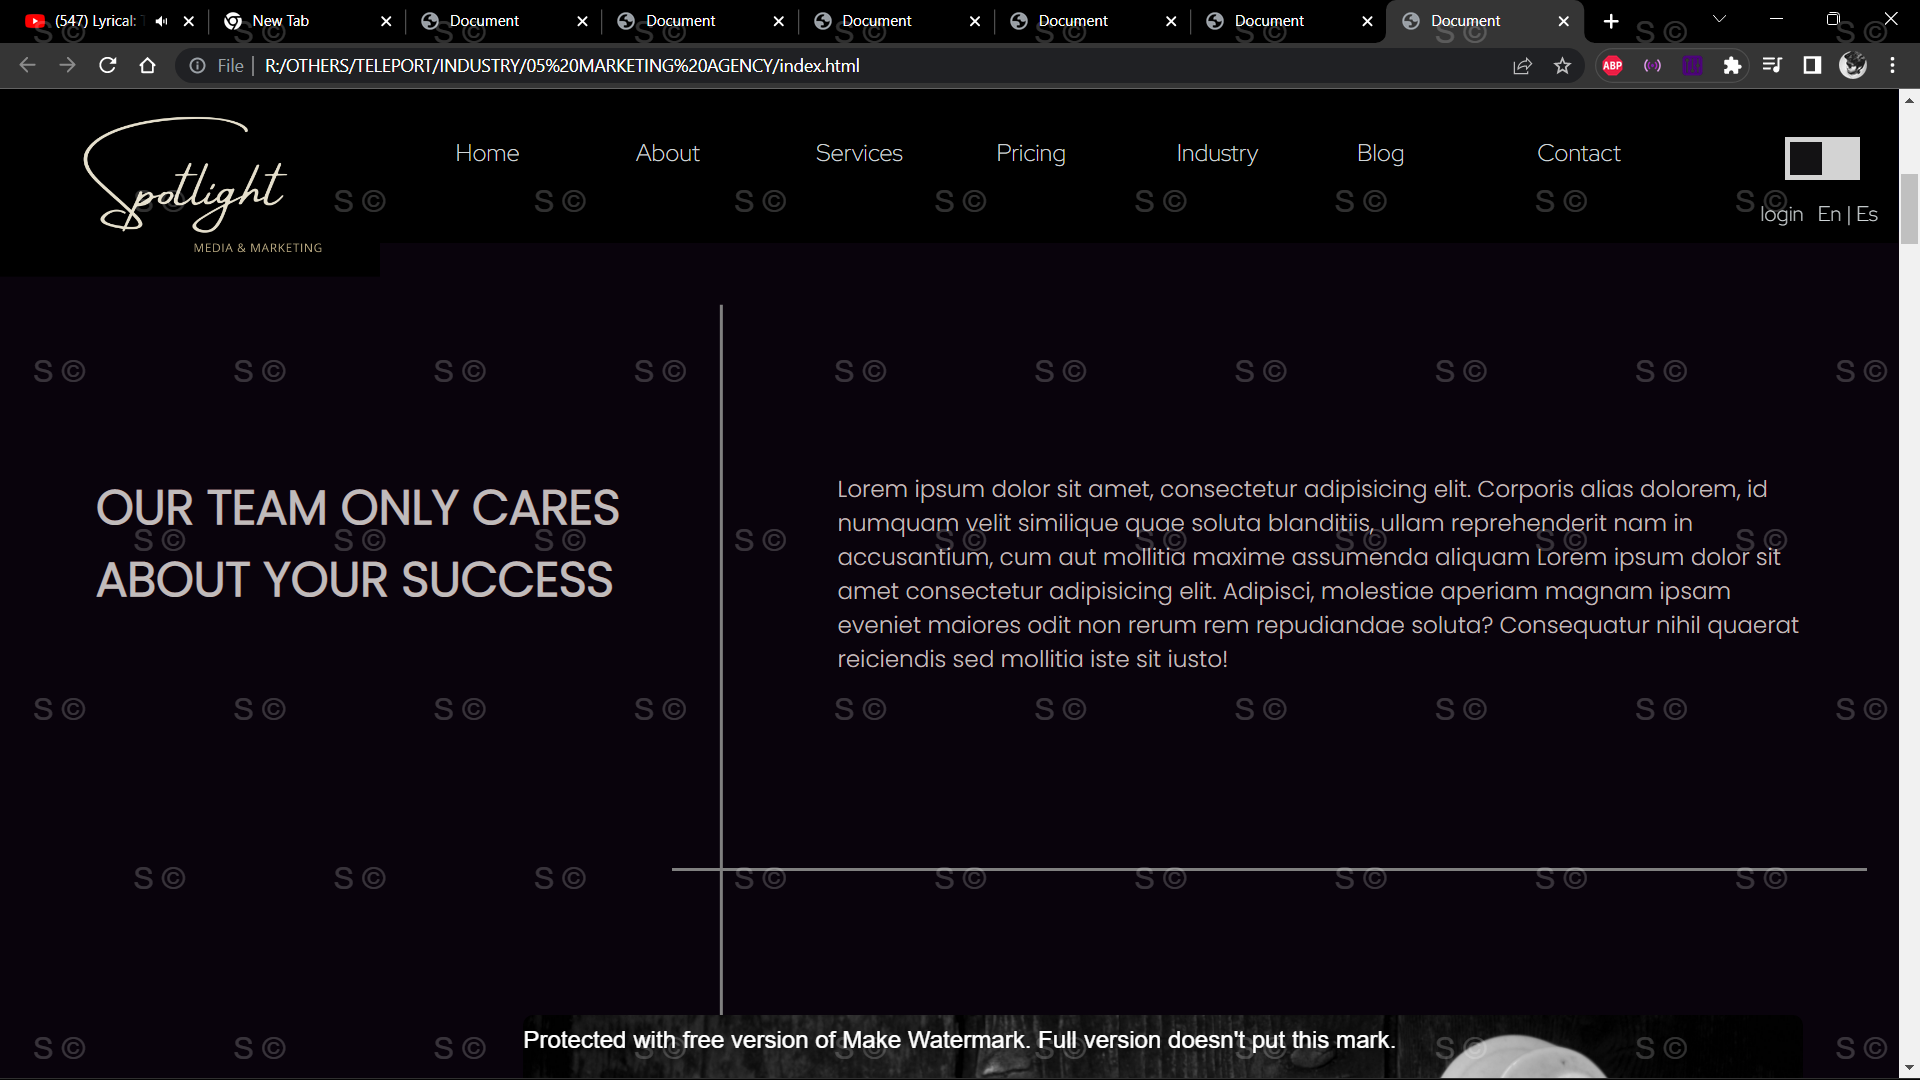 (547) Lyrical:
New Tab
Document
Document
Document
Document
Document
Document
File
R:/OTHERS/TELEPORT/INDUSTRY/05%20MARKETING%20AGENCY/index.html
ABP
Spotlight
MEDIA & MARKETING
Home
About
Services
Pricing
Industry
Blog
Contact
login En | Es
OUR TEAM ONLY CARES
ABOUT YOUR SUCCESS
Lorem ipsum dolor sit amet, consectetur adipisicing elit. Corporis alias dolorem, id
numquam velit similique quae soluta blanditiis, ullam reprehenderit nam in
accusantium, cum aut mollitia maxime assumenda aliquam Lorem ipsum dolor sit
amet consectetur adipisicing elit. Adipisci, molestiae aperiam magnam ipsam
eveniet maiores odit non rerum rem repudiandae soluta? Consequatur nihil quaerat
reiciendis sed mollitia iste sit iusto!
S ©
Protected with free version of Make Watermark. Full version doesn't put this mark.